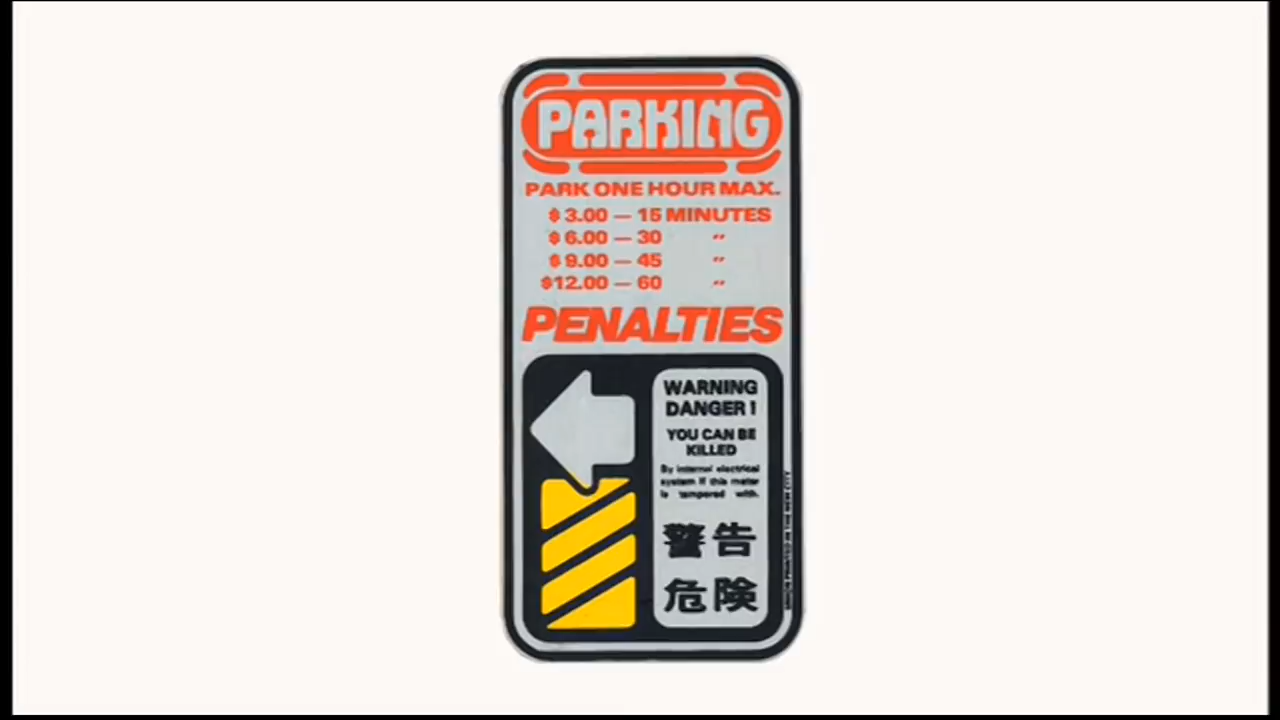 PARKING
PARK ONE HOUR MAX.
$ 3.00 — 15 MINUTES
$ 6.00 — 30 〃
$ 9.00 — 45 〃
$12.00 — 60 〃
PENALTIES
WARNING
DANGER!
YOU CAN BE
KILLED
By internal electrical
system if this meter
is tampered with.
警告
危険